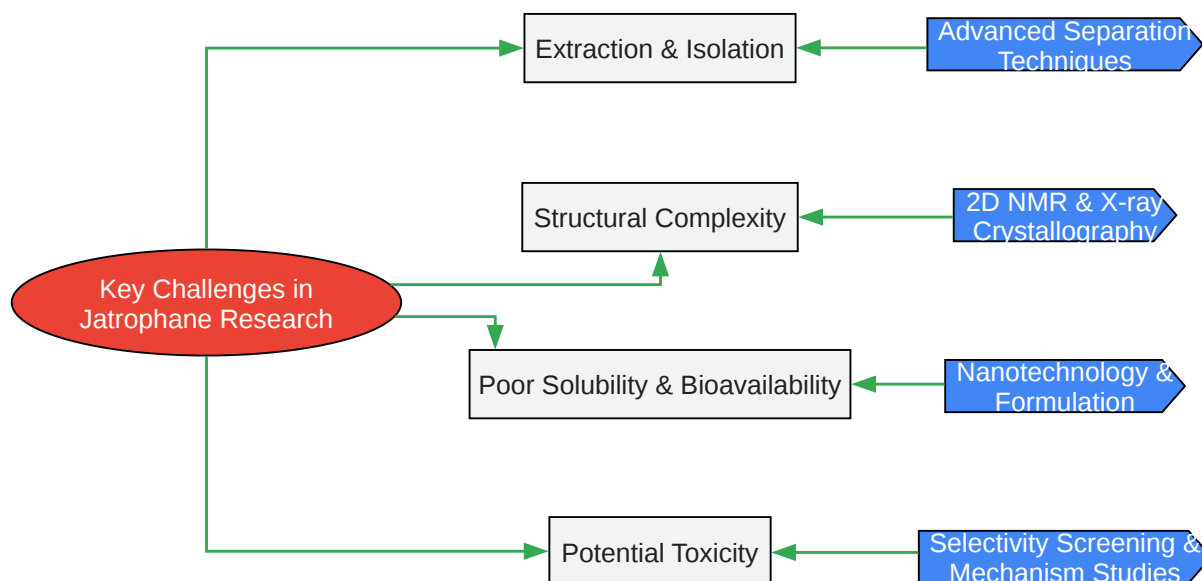 Extraction & Isolation
Advanced Separation
Techniques
Structural Complexity
2D NMR & X-ray
Crystallography
Key Challenges in
Jatrophane Research
Poor Solubility & Bioavailability
Nanotechnology &
Formulation
Potential Toxicity
Selectivity Screening &
Mechanism Studies